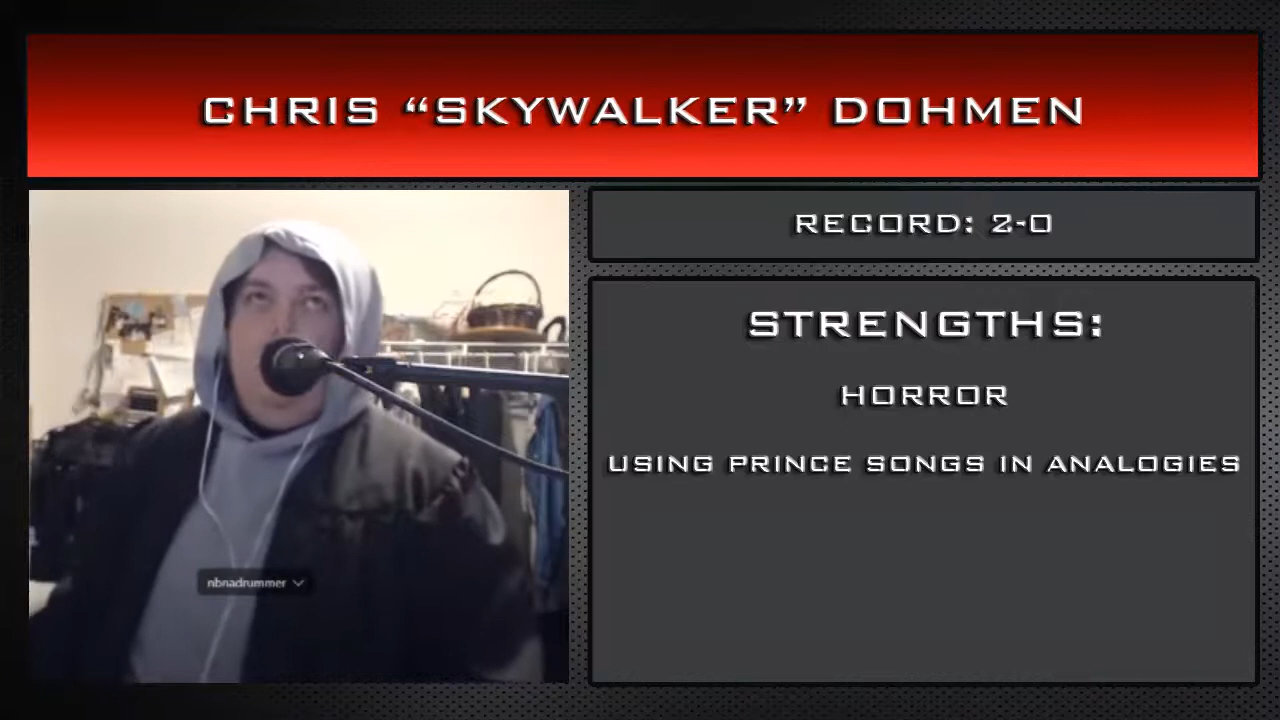 CHRIS “SKYWALKER” DOHMEN
RECORD: 2-0
STRENGTHS:
HORROR
USING PRINCE SONGS IN ANALOGIES
nbnadrummer